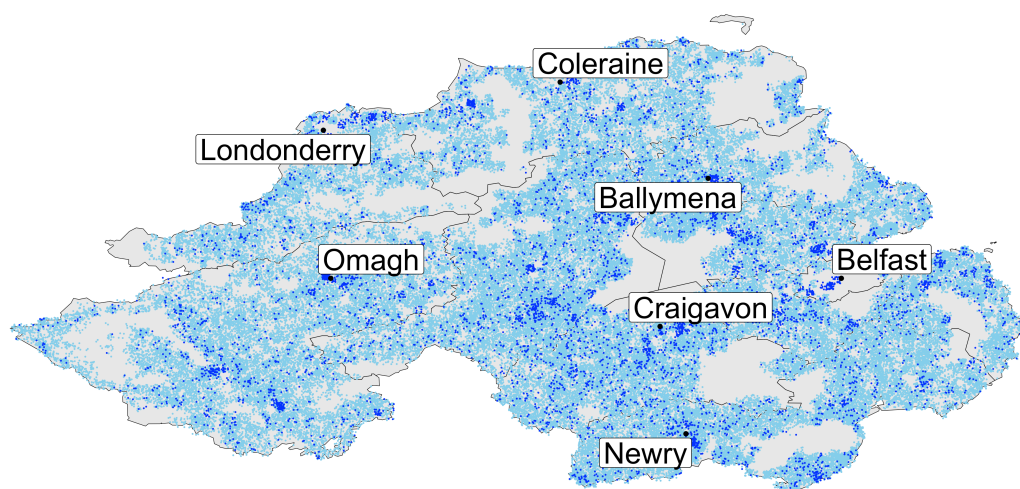 Coleraine
Londonderry
Ballymena
Omagh
Belfast
Craigavon
Newry